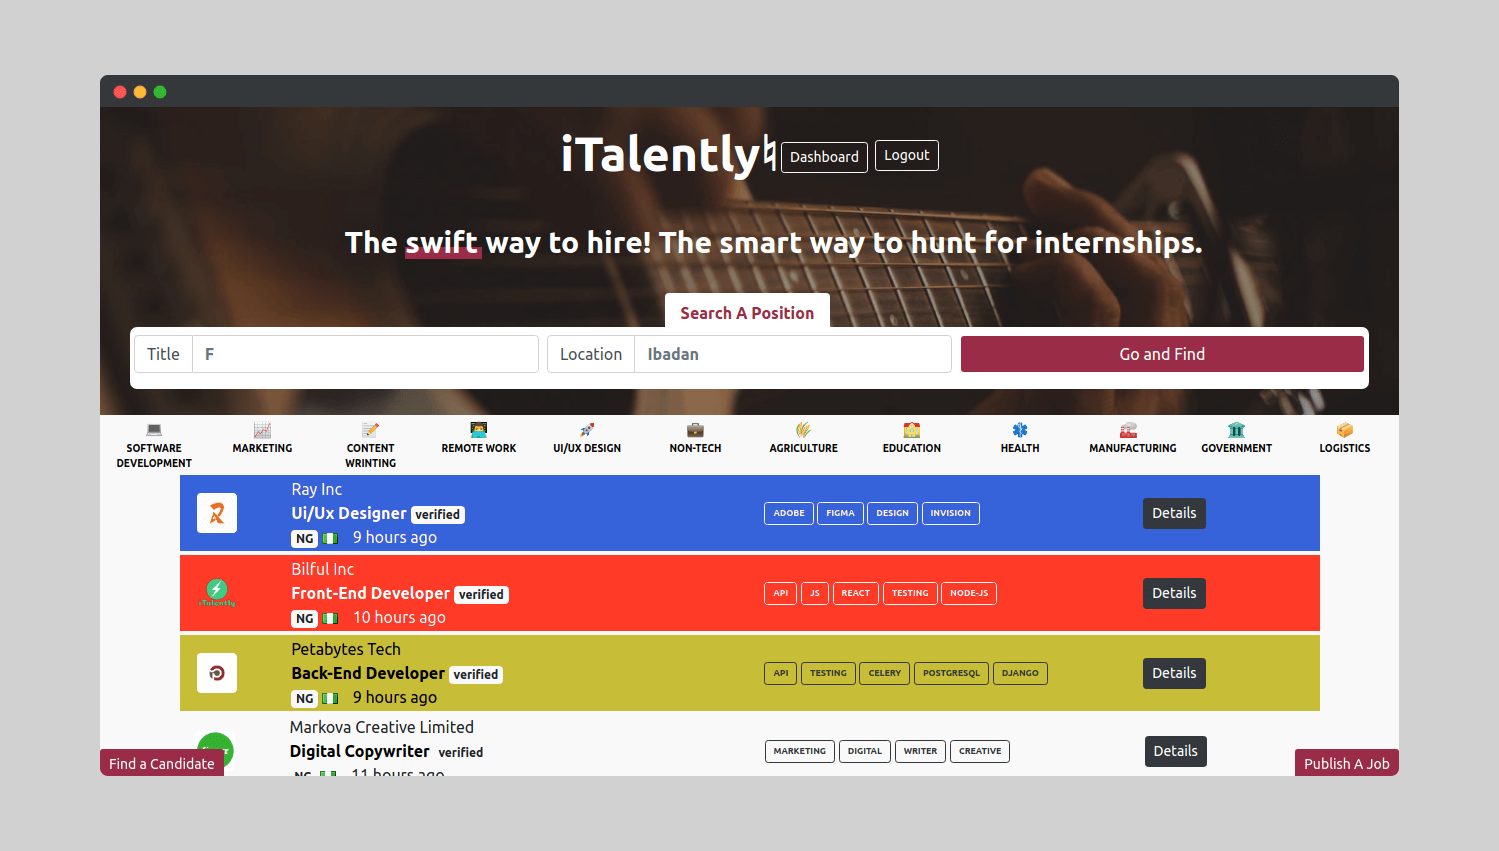 iTalently♮ Dashboard Logout
The swift way to hire! The smart way to hunt for internships.
Search A Position
Title F Location Ibadan Go and Find
SOFTWARE DEVELOPMENT
MARKETING
CONTENT WRINTING
REMOTE WORK
UI/UX DESIGN
NON-TECH
AGRICULTURE
EDUCATION
HEALTH
MANUFACTURING
GOVERNMENT
LOGISTICS
Ray Inc
Ui/Ux Designer verified
NG 9 hours ago
ADOBE FIGMA DESIGN INVISION
Details
Bilful Inc
Front-End Developer verified
NG 10 hours ago
iTalently
API JS REACT TESTING NODE-JS
Details
Petabytes Tech
Back-End Developer verified
NG 9 hours ago
API TESTING CELERY POSTGRESQL DJANGO
Details
Markova Creative Limited
Digital Copywriter verified
NG 11 hours ago
MARKETING DIGITAL WRITER CREATIVE
Details
Find a Candidate
Publish A Job